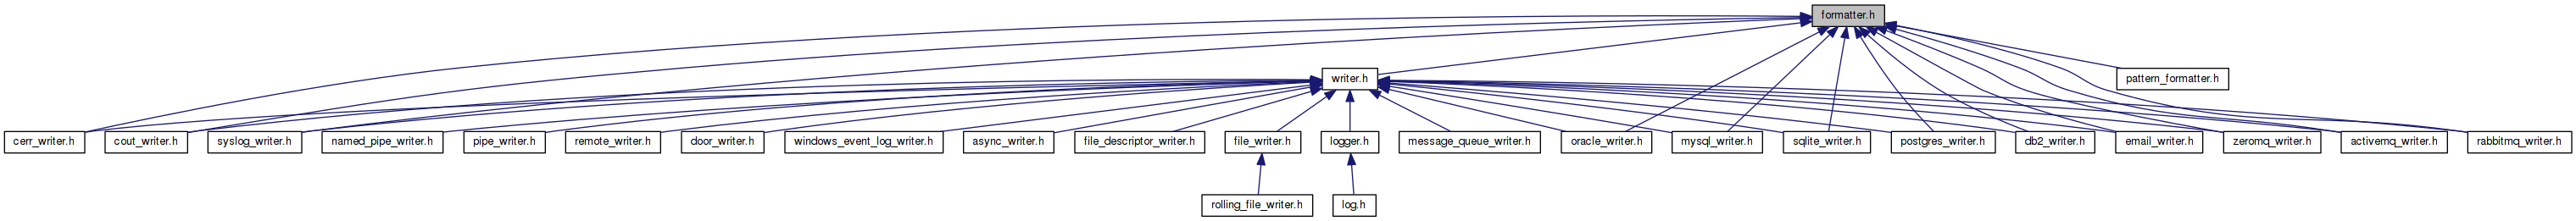 formatter.h
writer.h
pattern_formatter.h
cerr_writer.h
cout_writer.h
syslog_writer.h
named_pipe_writer.h
pipe_writer.h
remote_writer.h
door_writer.h
windows_event_log_writer.h
async_writer.h
file_descriptor_writer.h
file_writer.h
logger.h
message_queue_writer.h
oracle_writer.h
mysql_writer.h
sqlite_writer.h
postgres_writer.h
db2_writer.h
email_writer.h
zeromq_writer.h
activemq_writer.h
rabbitmq_writer.h
rolling_file_writer.h
log.h